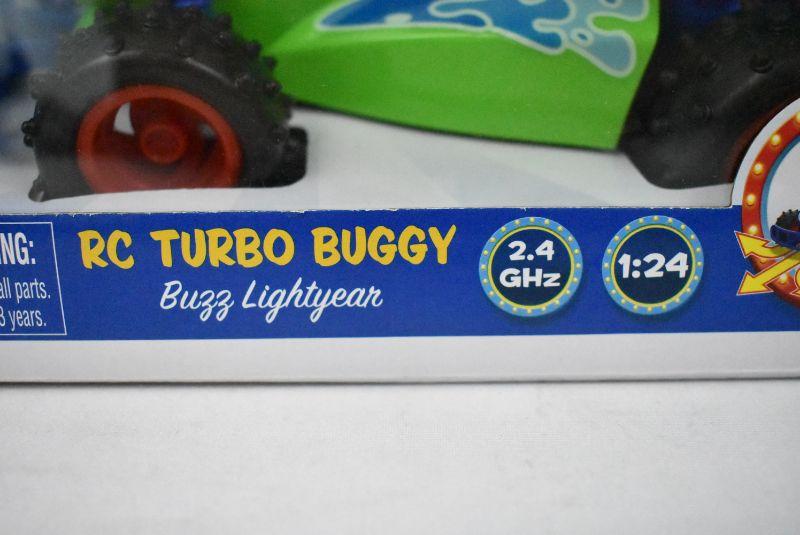 NG:
all parts.
3 years.
RC TURBO BUGGY
Buzz Lightyear
2.4
GHz
1:24